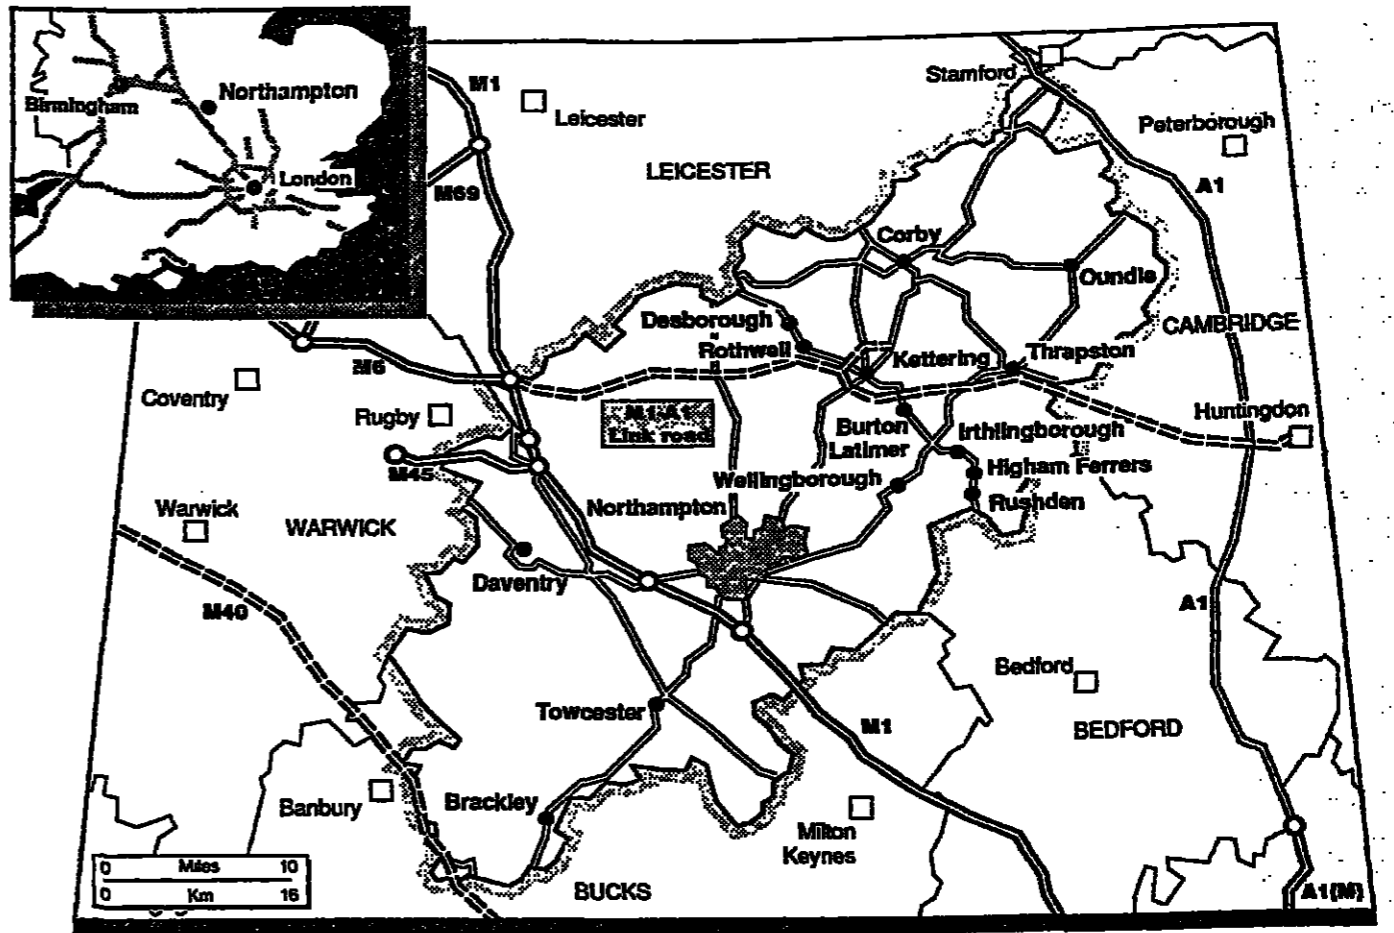 Birmingham
Northampton
London
M1
Leicester
M69
LEICESTER
Stamford
Peterborough
A1
Corby
Oundle
CAMBRIDGE
Desborough
Rothwell
Kettering
Thrapston
M6
Coventry
Rugby
M1-A1
Link road
Huntingdon
Burton
Latimer
Irthlingborough
Higham Ferrers
Rushden
M45
Wellingborough
Northampton
Warwick
WARWICK
Daventry
M40
A1
Bedford
BEDFORD
Towcester
M1
Banbury
Brackley
Milton
Keynes
BUCKS
0 Miles 10
0 Km 16
A1(M)